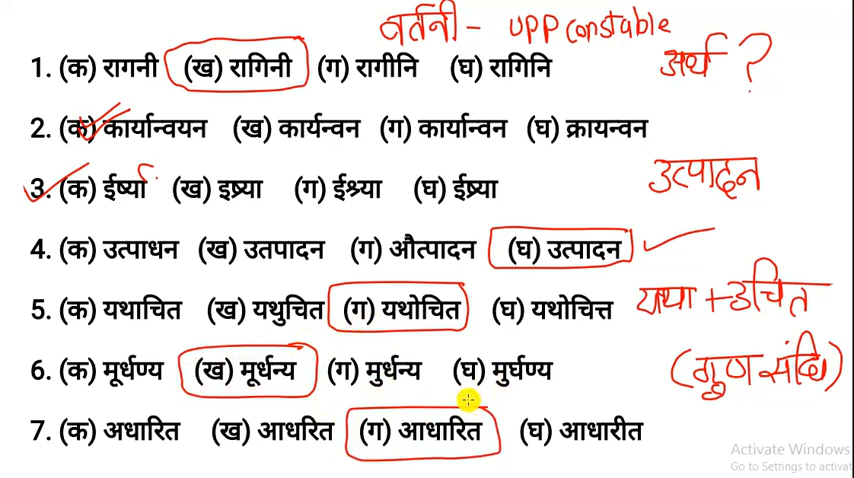 वर्तनी - UPP constable
1. (क) रागनी (ख) रागिनी (ग) रागीनि (घ) रागिनि अर्थ ?
2. (क) कार्यान्वयन (ख) कार्यन्वन (ग) कार्यान्वन (घ) क्रायन्वन
3. (क) ईर्ष्या (ख) इष्र्या (ग) ईश्र्या (घ) ईष्र्या उत्पादन
4. (क) उत्पाधन (ख) उतपादन (ग) औत्पादन (घ) उत्पादन
5. (क) यथाचित (ख) यथुचित (ग) यथोचित (घ) यथोचित्त यथा + उचित
6. (क) मूर्धण्य (ख) मूर्धन्य (ग) मुर्धन्य (घ) मुर्घण्य (गुण संधि)
7. (क) अधारित (ख) आधरित (ग) आधारित (घ) आधारीत
Activate Windows
Go to Settings to activat